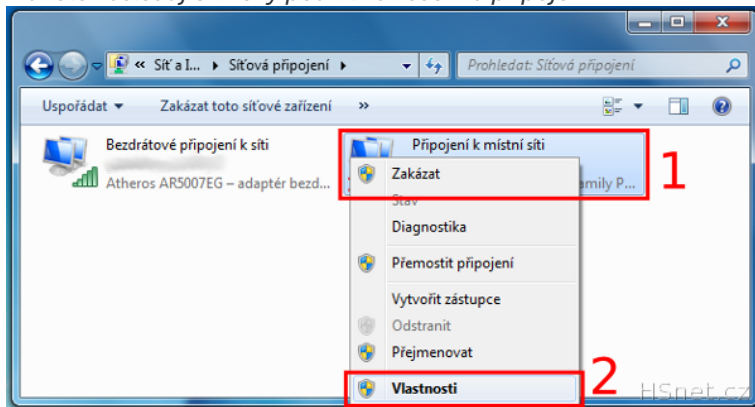 « Síť a I... ▸ Síťová připojení ▸
Prohledat: Síťová připojení
Uspořádat Zakázat toto síťové zařízení »
Bezdrátové připojení k síti
Atheros AR5007EG – adaptér bezd...
Připojení k místní síti
amily P...
1
Zakázat
Stav
Diagnostika
Přemostit připojení
Vytvořit zástupce
Odstranit
Přejmenovat
Vlastnosti
2
HSnet.cz